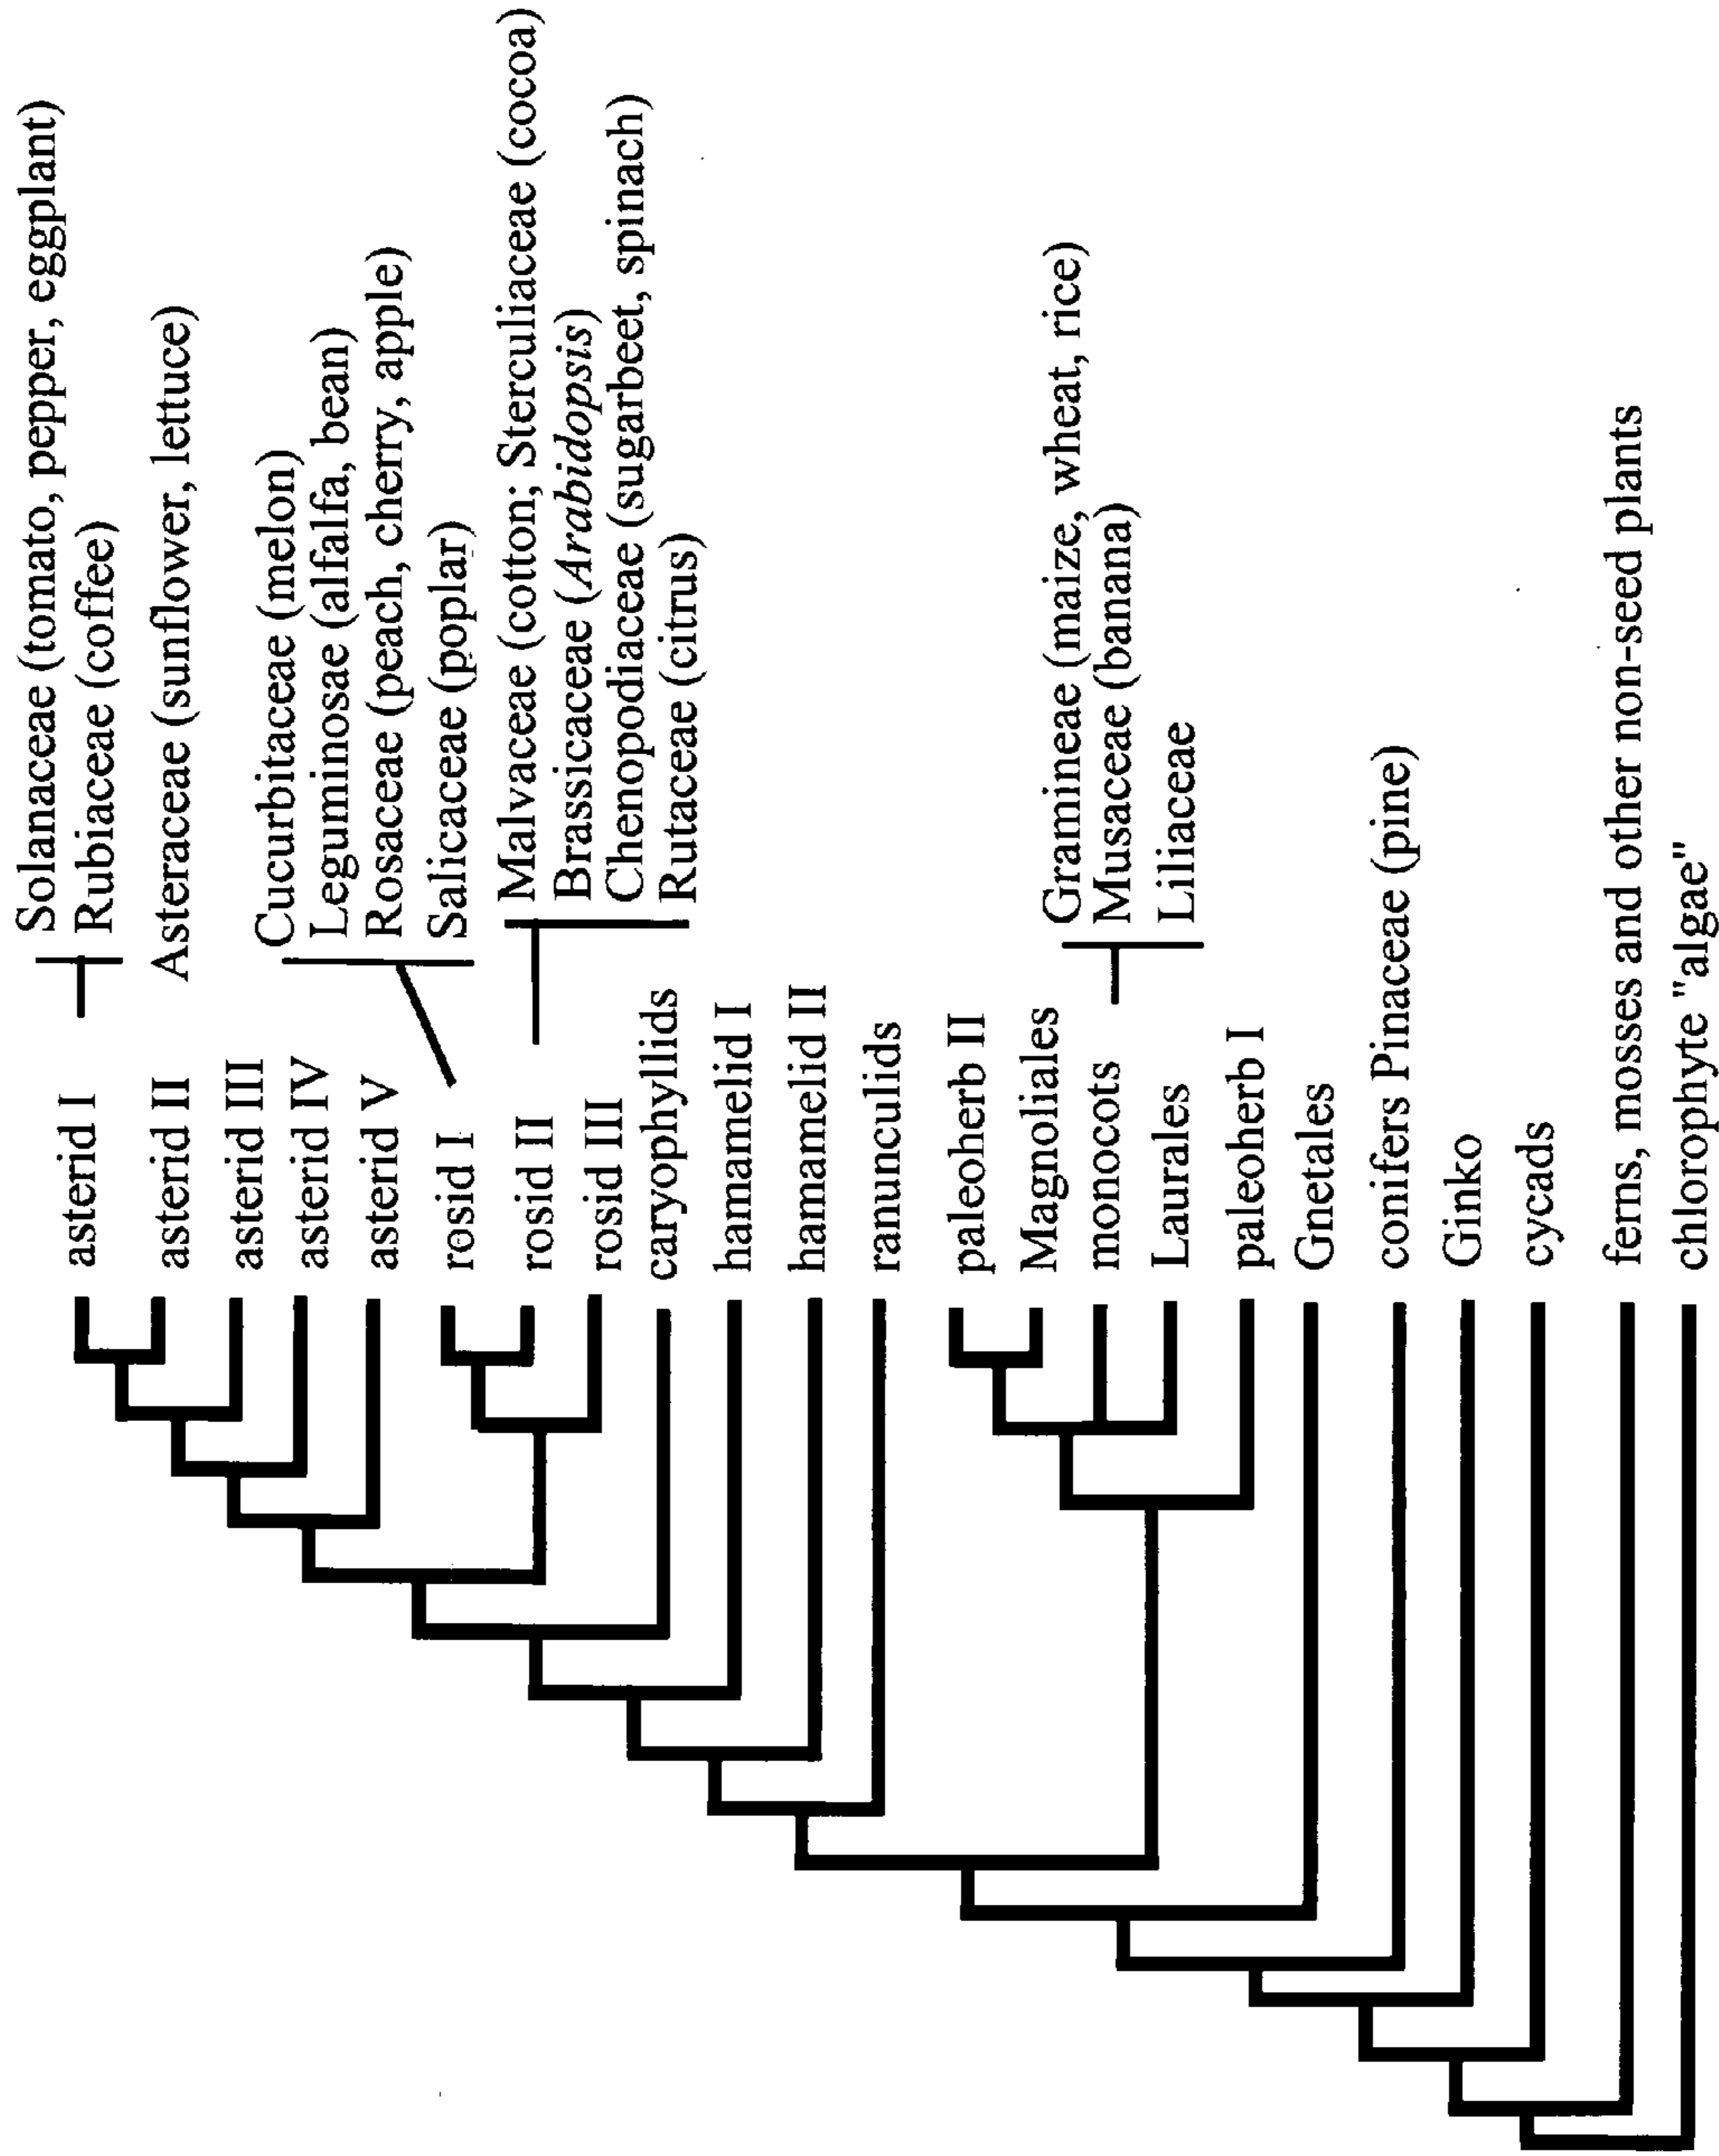 Solanaceae (tomato, pepper, eggplant)
Rubiaceae (coffee)
Asteraceae (sunflower, lettuce)
Cucurbitaceae (melon)
Leguminosae (alfalfa, bean)
Rosaceae (peach, cherry, apple)
Salicaceae (poplar)
Malvaceae (cotton; Sterculiaceae (cocoa)
Brassicaceae (Arabidopsis)
Chenopodiaceae (sugarbeet, spinach)
Rutaceae (citrus)
Gramineae (maize, wheat, rice)
Musaceae (banana)
Liliaceae
asterid I
asterid II
asterid III
asterid IV
asterid V
rosid I
rosid II
rosid III
caryophyllids
hamamelid I
hamamelid II
ranunculids
paleoherb II
Magnoliales
monocots
Laurales
paleoherb I
Gnetales
conifers Pinaceae (pine)
Ginko
cycads
ferns, mosses and other non-seed plants
chlorophyte "algae"